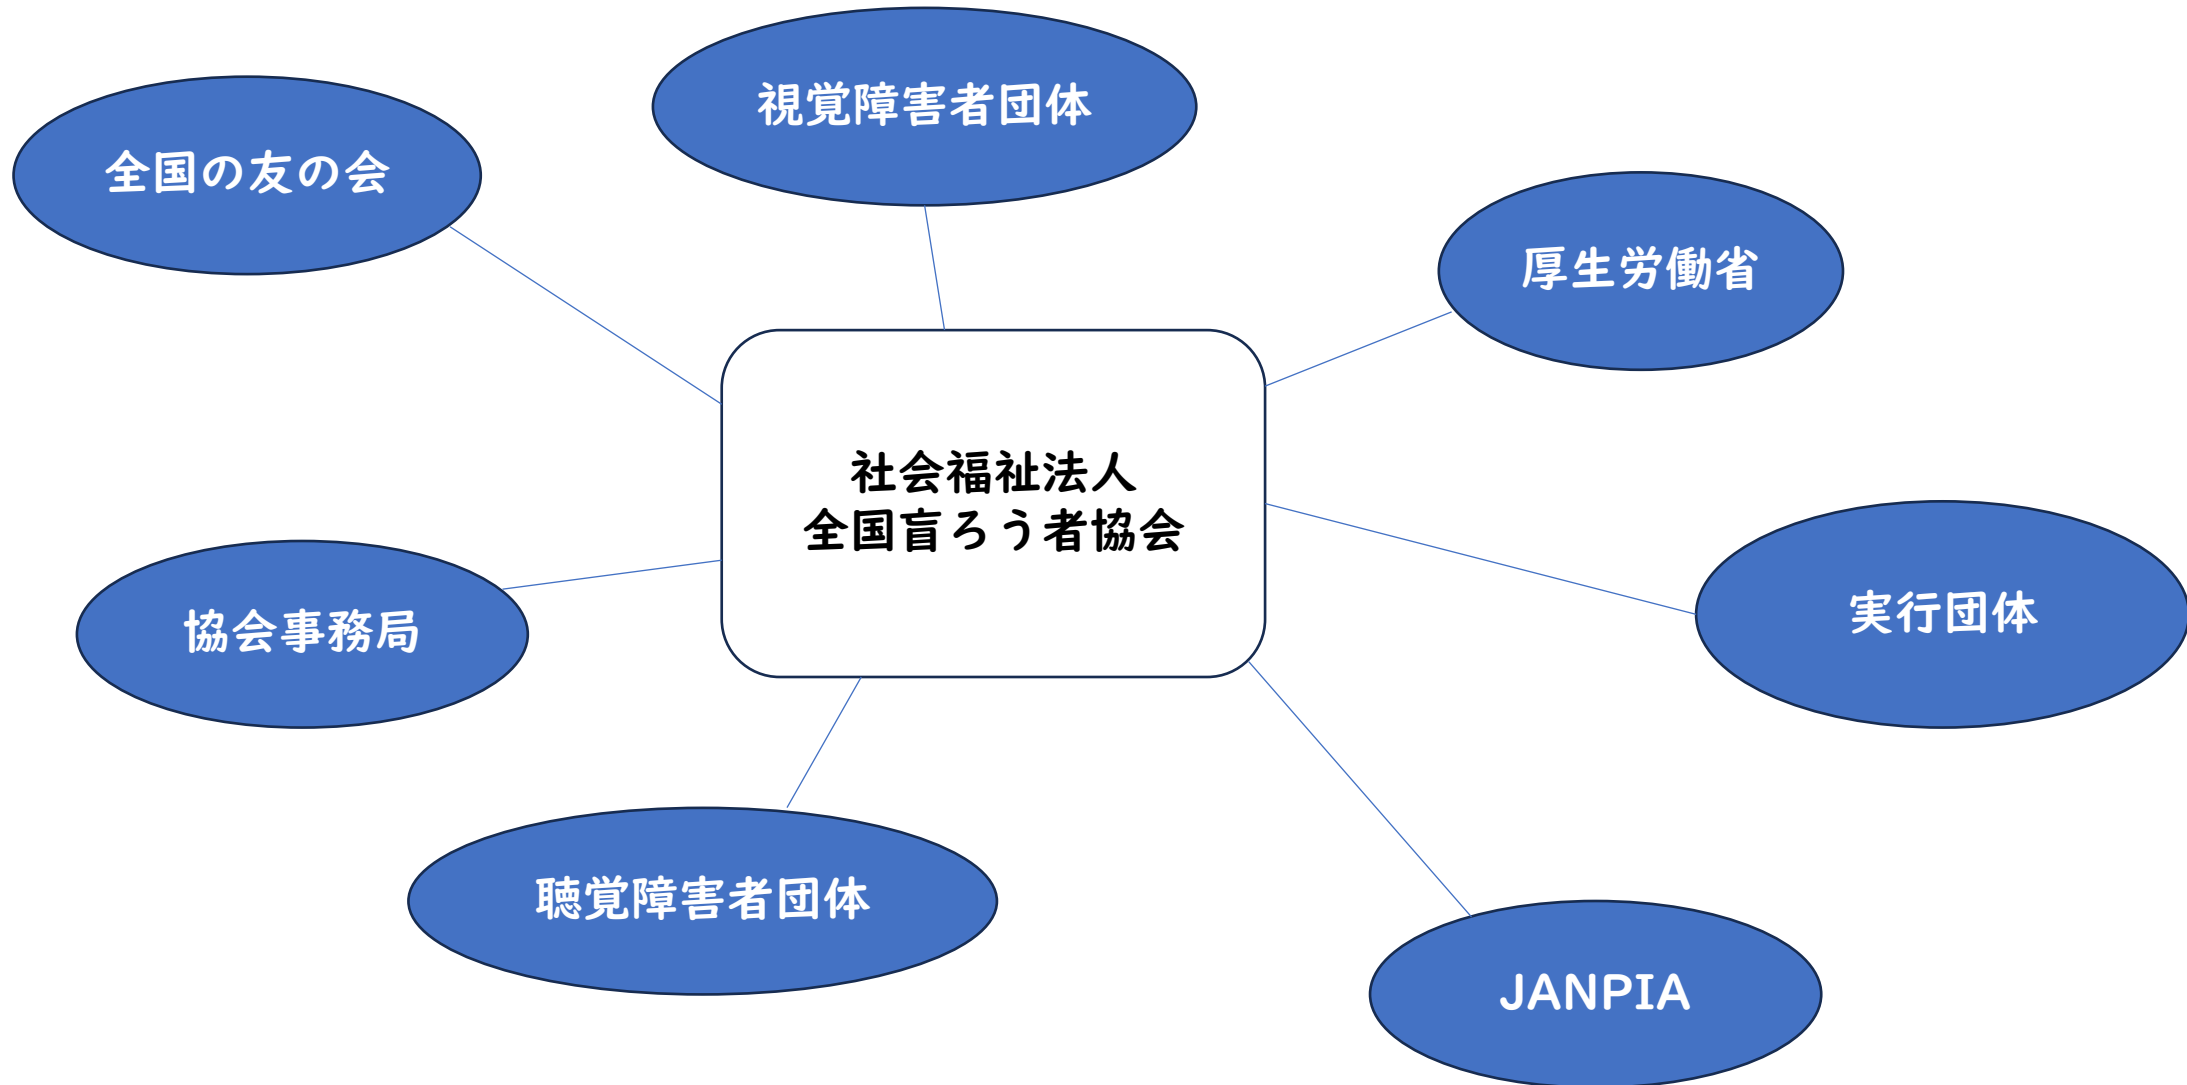 視覚障害者団体
全国の友の会
厚生労働省
社会福祉法人
全国盲ろう者協会
実行団体
協会事務局
聴覚障害者団体
JANPIA